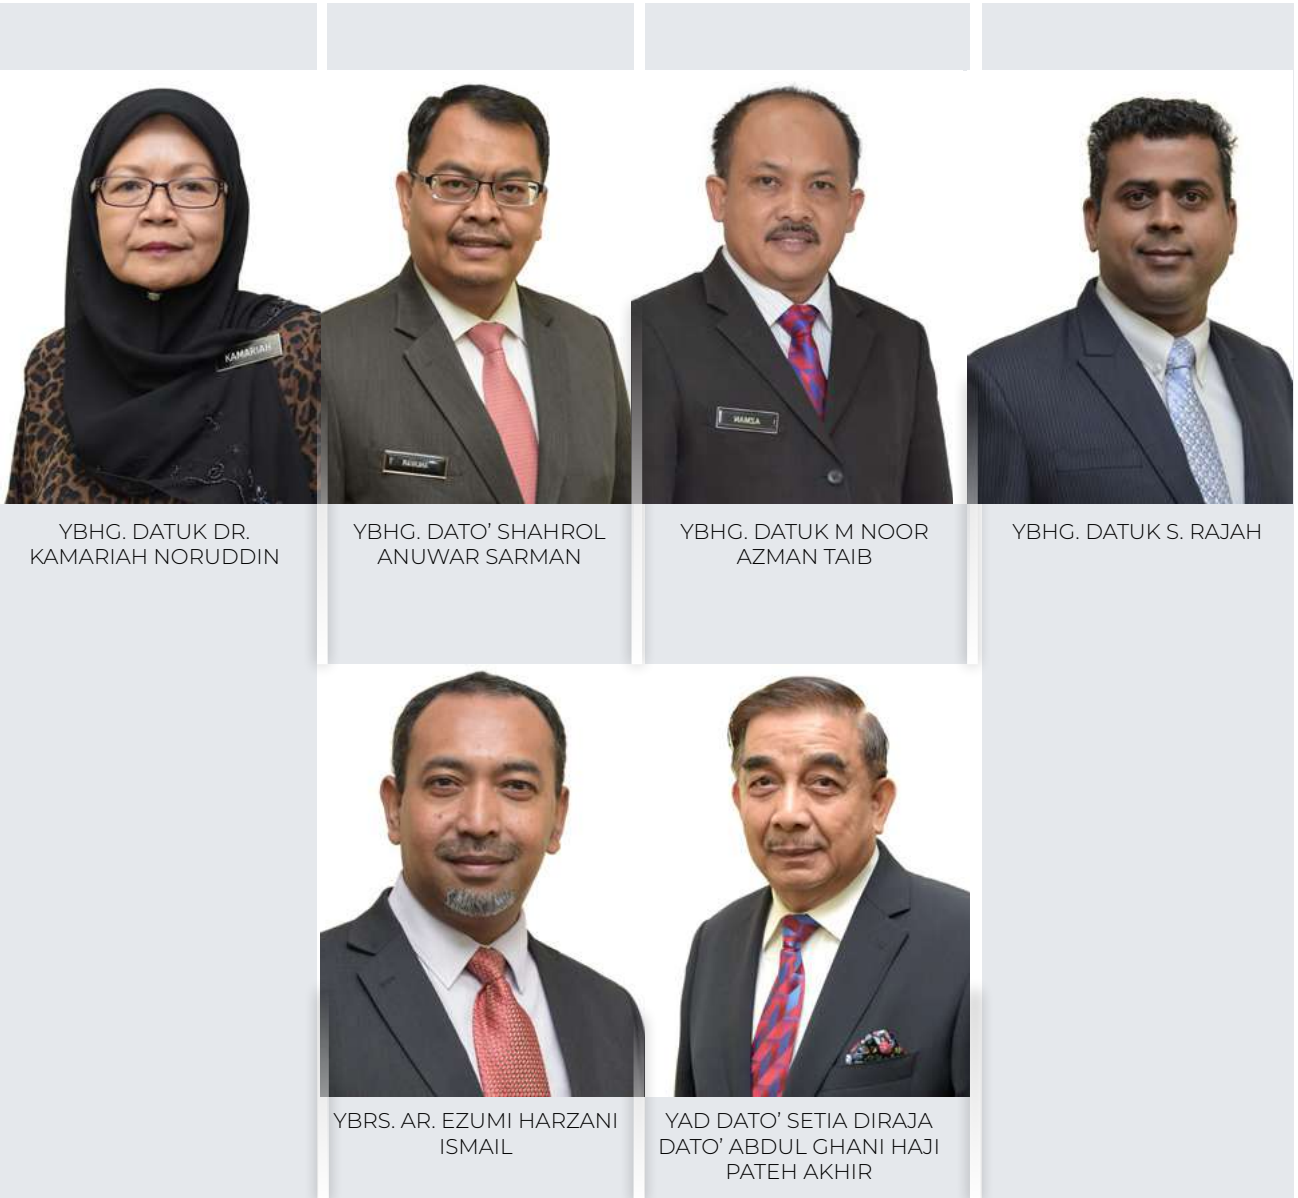 KAMARIAH
YBHG. DATUK DR.
KAMARIAH NORUDDIN
YBHG. DATO’ SHAHROL
ANUWAR SARMAN
YBHG. DATUK M NOOR
AZMAN TAIB
YBHG. DATUK S. RAJAH
YBRS. AR. EZUMI HARZANI
ISMAIL
YAD DATO’ SETIA DIRAJA
DATO’ ABDUL GHANI HAJI
PATEH AKHIR